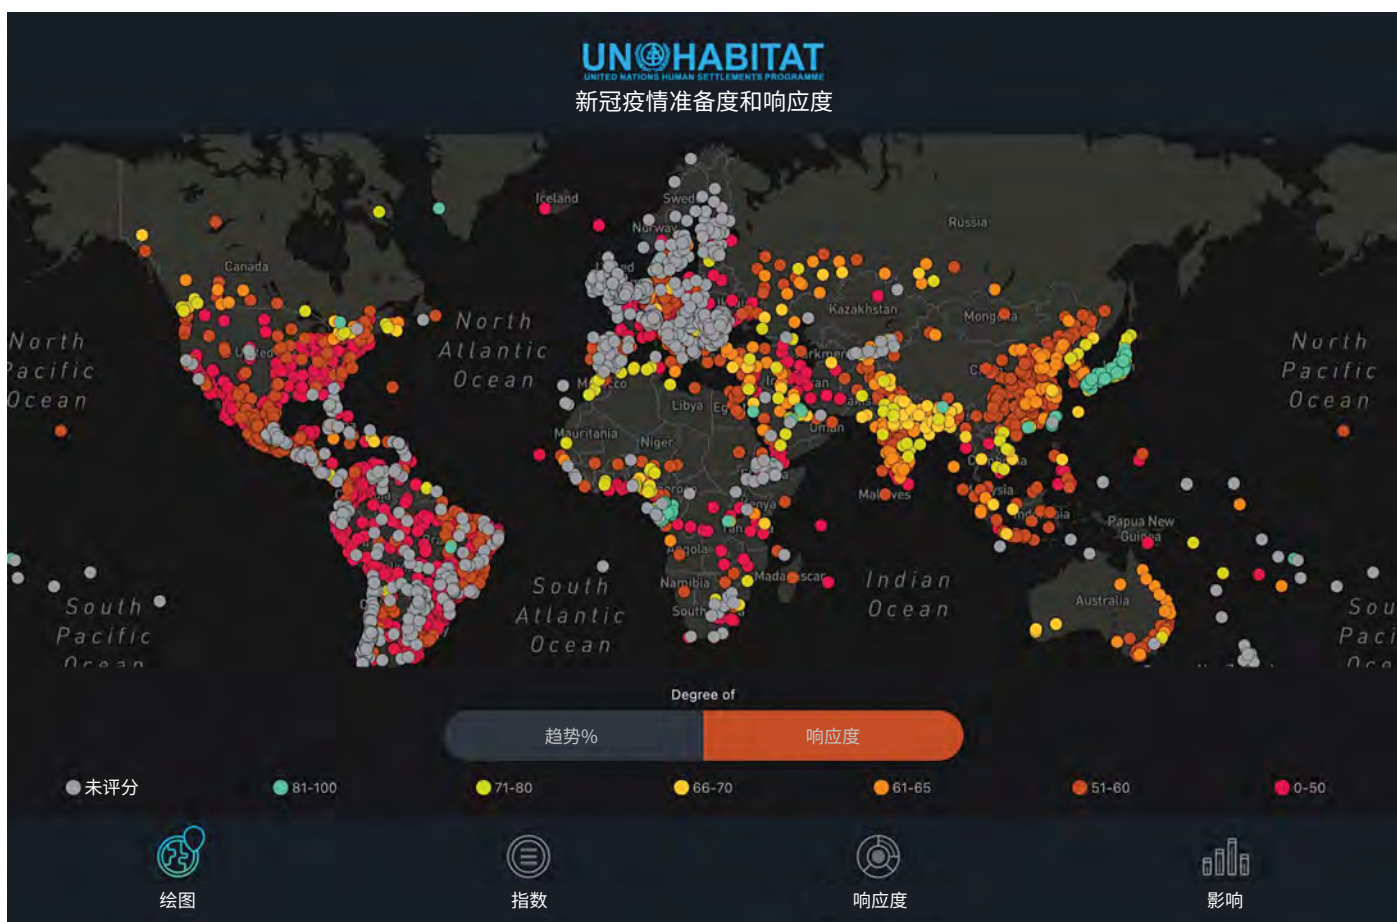 UN HABITAT
UNITED NATIONS HUMAN SETTLEMENTS PROGRAMME
新冠疫情准备度和响应度
Iceland
Norway
Russia
Canada
Kazakhstan
North
Atlantic
Ocean
North
Pacific
Ocean
North
Pacific
Ocean
Libya
Mauritania
Niger
Oman
Maldives
Papua New
Guinea
Angola
Namibia
Madagascar
Indian
Ocean
Australia
South
Atlantic
Ocean
South
Pacific
Ocean
Degree of
趋势%
响应度
未评分
81-100
71-80
66-70
61-65
51-60
0-50
绘图
指数
响应度
影响